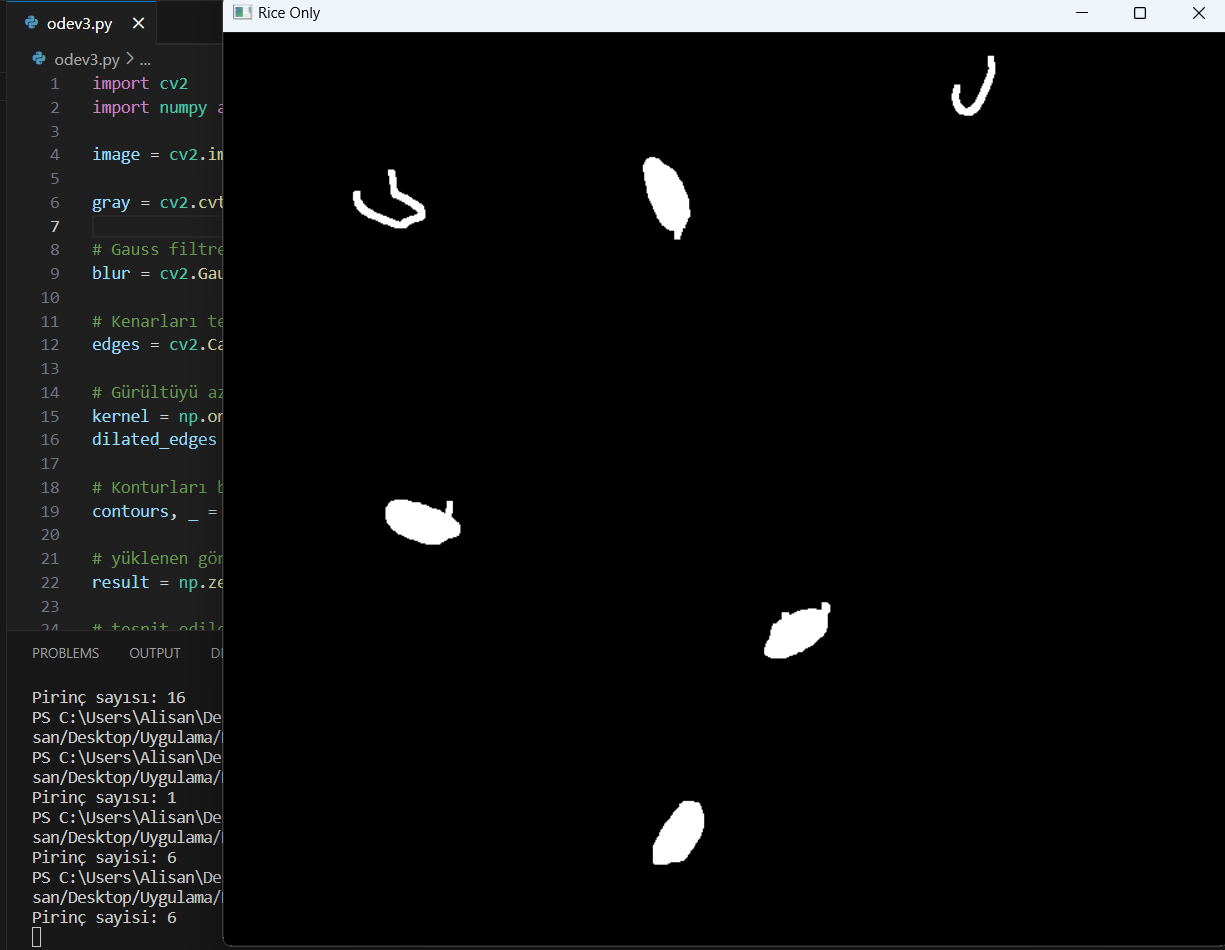 odev3.py
Rice Only
odev3.py > ...
1 import cv2
2 import numpy a
3
4 image = cv2.im
5
6 gray = cv2.cvt
7
8 # Gauss filtre
9 blur = cv2.Gau
10
11 # Kenarları te
12 edges = cv2.Ca
13
14 # Gürültüyü az
15 kernel = np.on
16 dilated_edges
17
18 # Konturları b
19 contours, _ =
20
21 # yüklenen gör
22 result = np.ze
23
24 # tespit edile
PROBLEMS OUTPUT DE
Pirinç sayısı: 16
PS C:\Users\Alisan\De
san/Desktop/Uygulama/
PS C:\Users\Alisan\De
san/Desktop/Uygulama/
Pirinç sayısı: 1
PS C:\Users\Alisan\De
san/Desktop/Uygulama/
Pirinç sayisi: 6
PS C:\Users\Alisan\De
san/Desktop/Uygulama/
Pirinç sayisi: 6